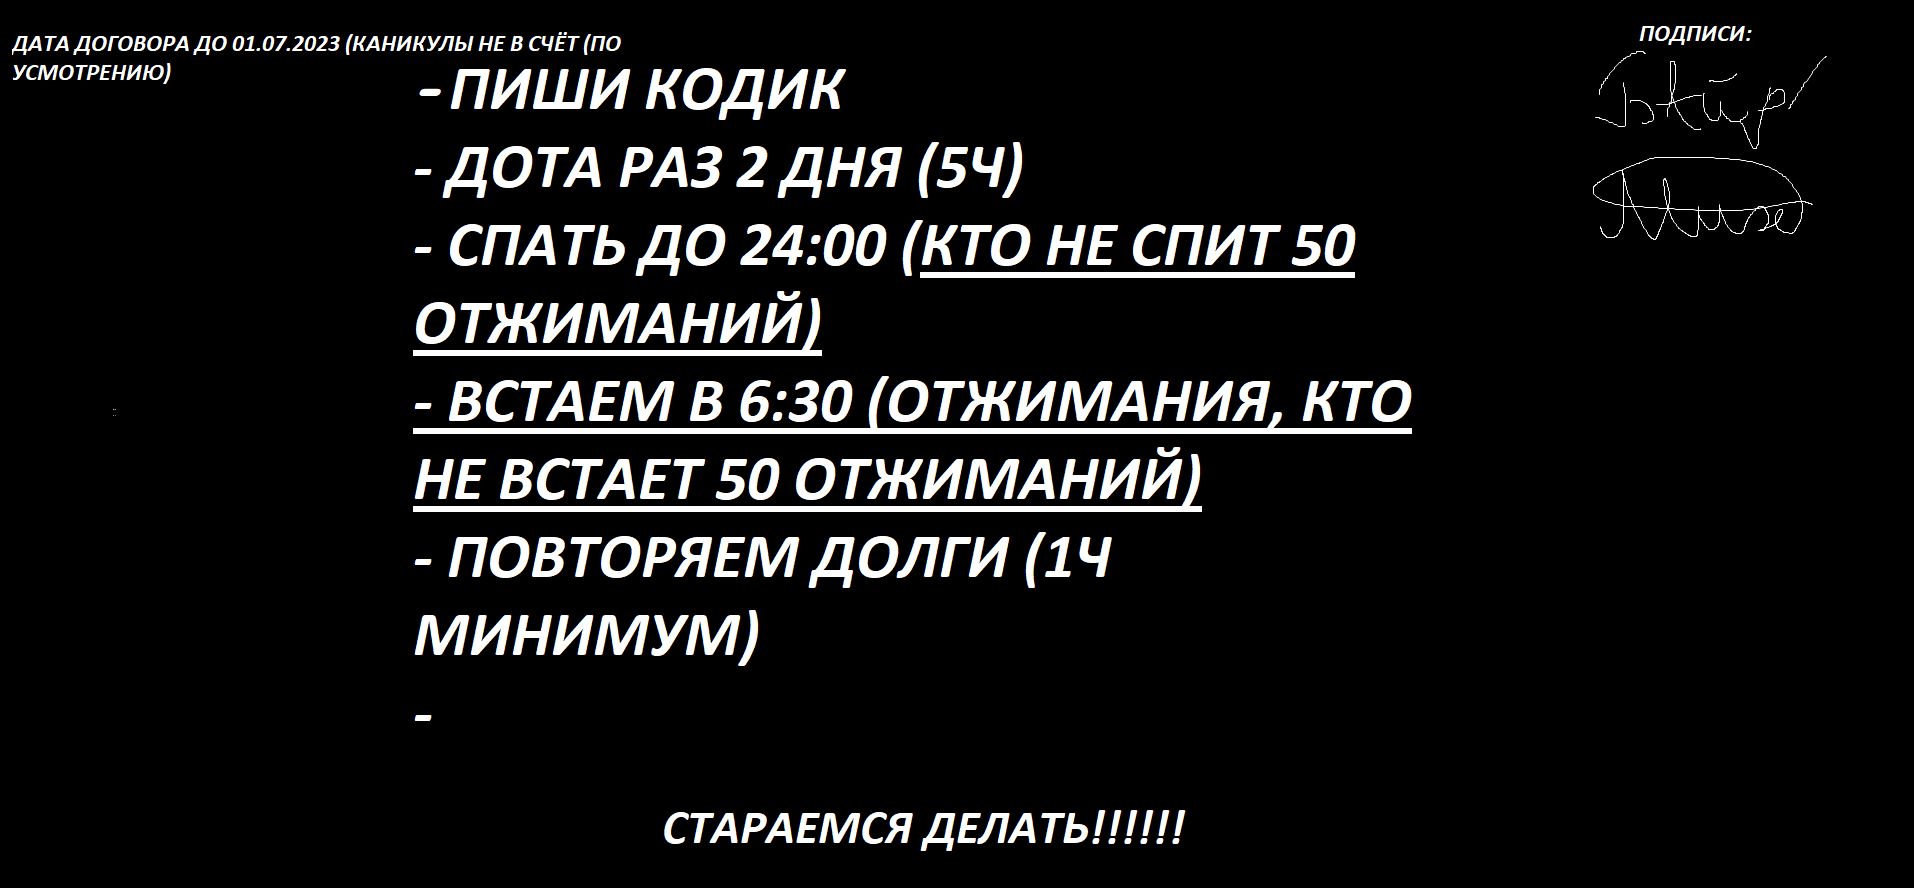 ДАТА ДОГОВОРА ДО 01.07.2023 (КАНИКУЛЫ НЕ В СЧЁТ (ПО
УСМОТРЕНИЮ)
ПОДПИСИ:
- ПИШИ КОДИК
- ДОТА РАЗ 2 ДНЯ (5Ч)
- СПАТЬ ДО 24:00 (КТО НЕ СПИТ 50
ОТЖИМАНИЙ)
- ВСТАЕМ В 6:30 (ОТЖИМАНИЯ, КТО
НЕ ВСТАЕТ 50 ОТЖИМАНИЙ)
- ПОВТОРЯЕМ ДОЛГИ (1Ч
МИНИМУМ)
-
СТАРАЕМСЯ ДЕЛАТЬ!!!!!!